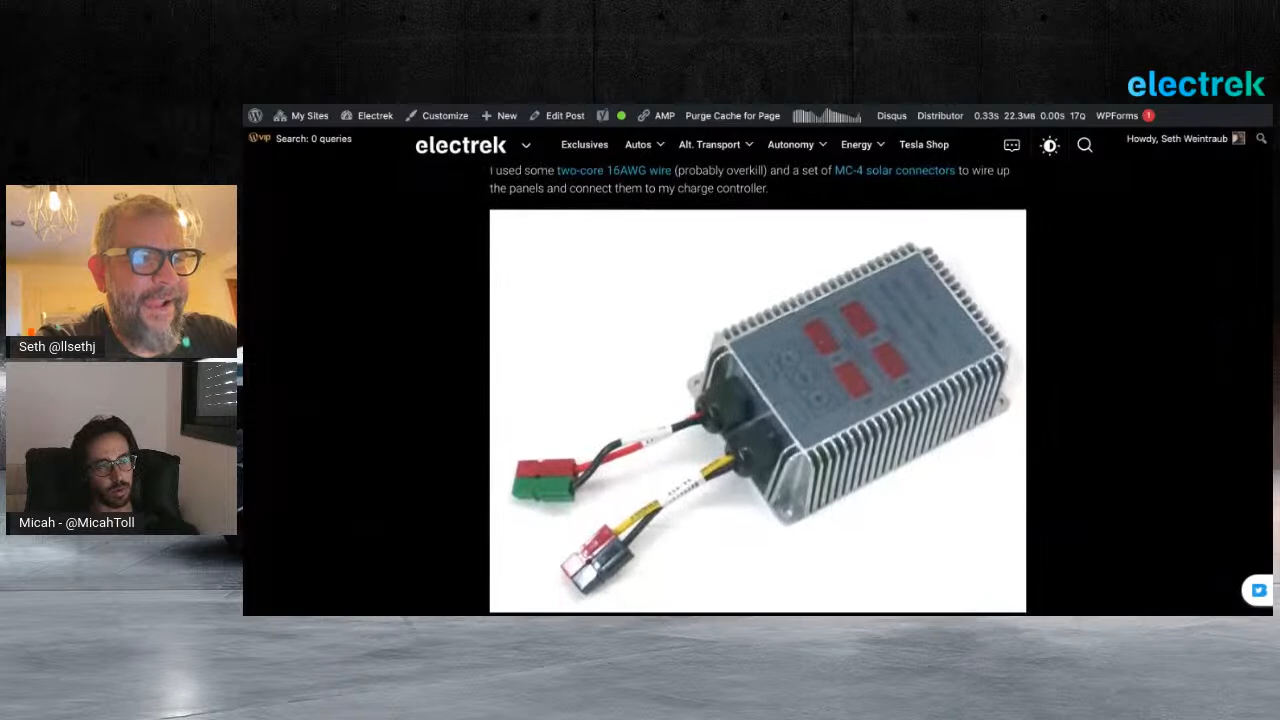 electrek
My Sites Electrek Customize New Edit Post AMP Purge Cache for Page Disqus Distributor 0.33s 22.3MB 0.00s 17Q WPForms 1
VIP Search: 0 queries
electrek Exclusives Autos Alt. Transport Autonomy Energy Tesla Shop
Howdy, Seth Weintraub
I used some two-core 16AWG wire (probably overkill) and a set of MC-4 solar connectors to wire up
the panels and connect them to my charge controller.
Seth @llsethj
Micah - @MicahToll